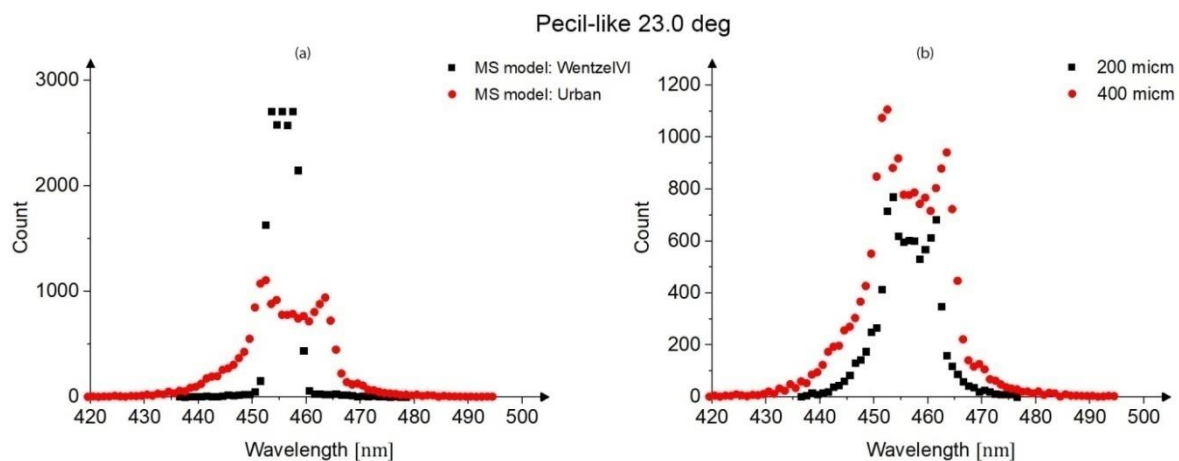 Pecil-like 23.0 deg
(a)
MS model: WentzelVI
MS model: Urban
3000
2000
1000
0
Count
420 430 440 450 460 470 480 490 500
Wavelength [nm]
(b)
200 micm
400 micm
1200
1000
800
600
400
200
0
Count
420 430 440 450 460 470 480 490 500
Wavelength [nm]